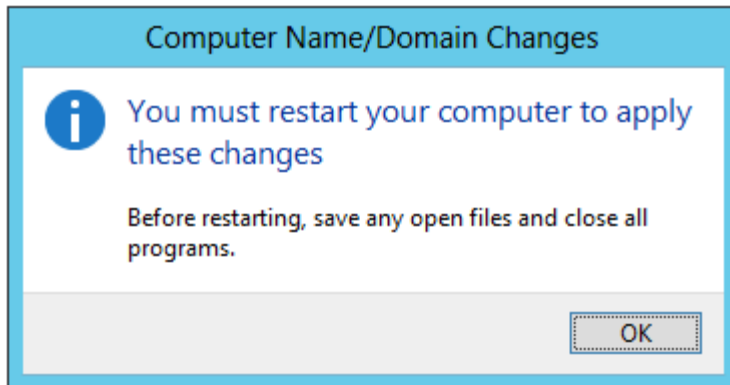 Computer Name/Domain Changes
You must restart your computer to apply
these changes
Before restarting, save any open files and close all
programs.
OK